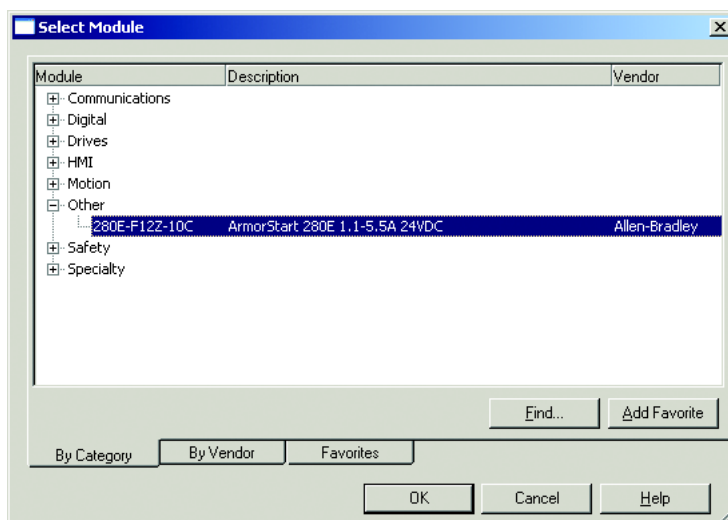 Select Module
Module Description Vendor
Communications
Digital
Drives
HMI
Motion
Other
280E-F12Z-10C ArmorStart 280E 1.1-5.5A 24VDC Allen-Bradley
Safety
Specialty
Find... Add Favorite
By Category By Vendor Favorites
OK Cancel Help